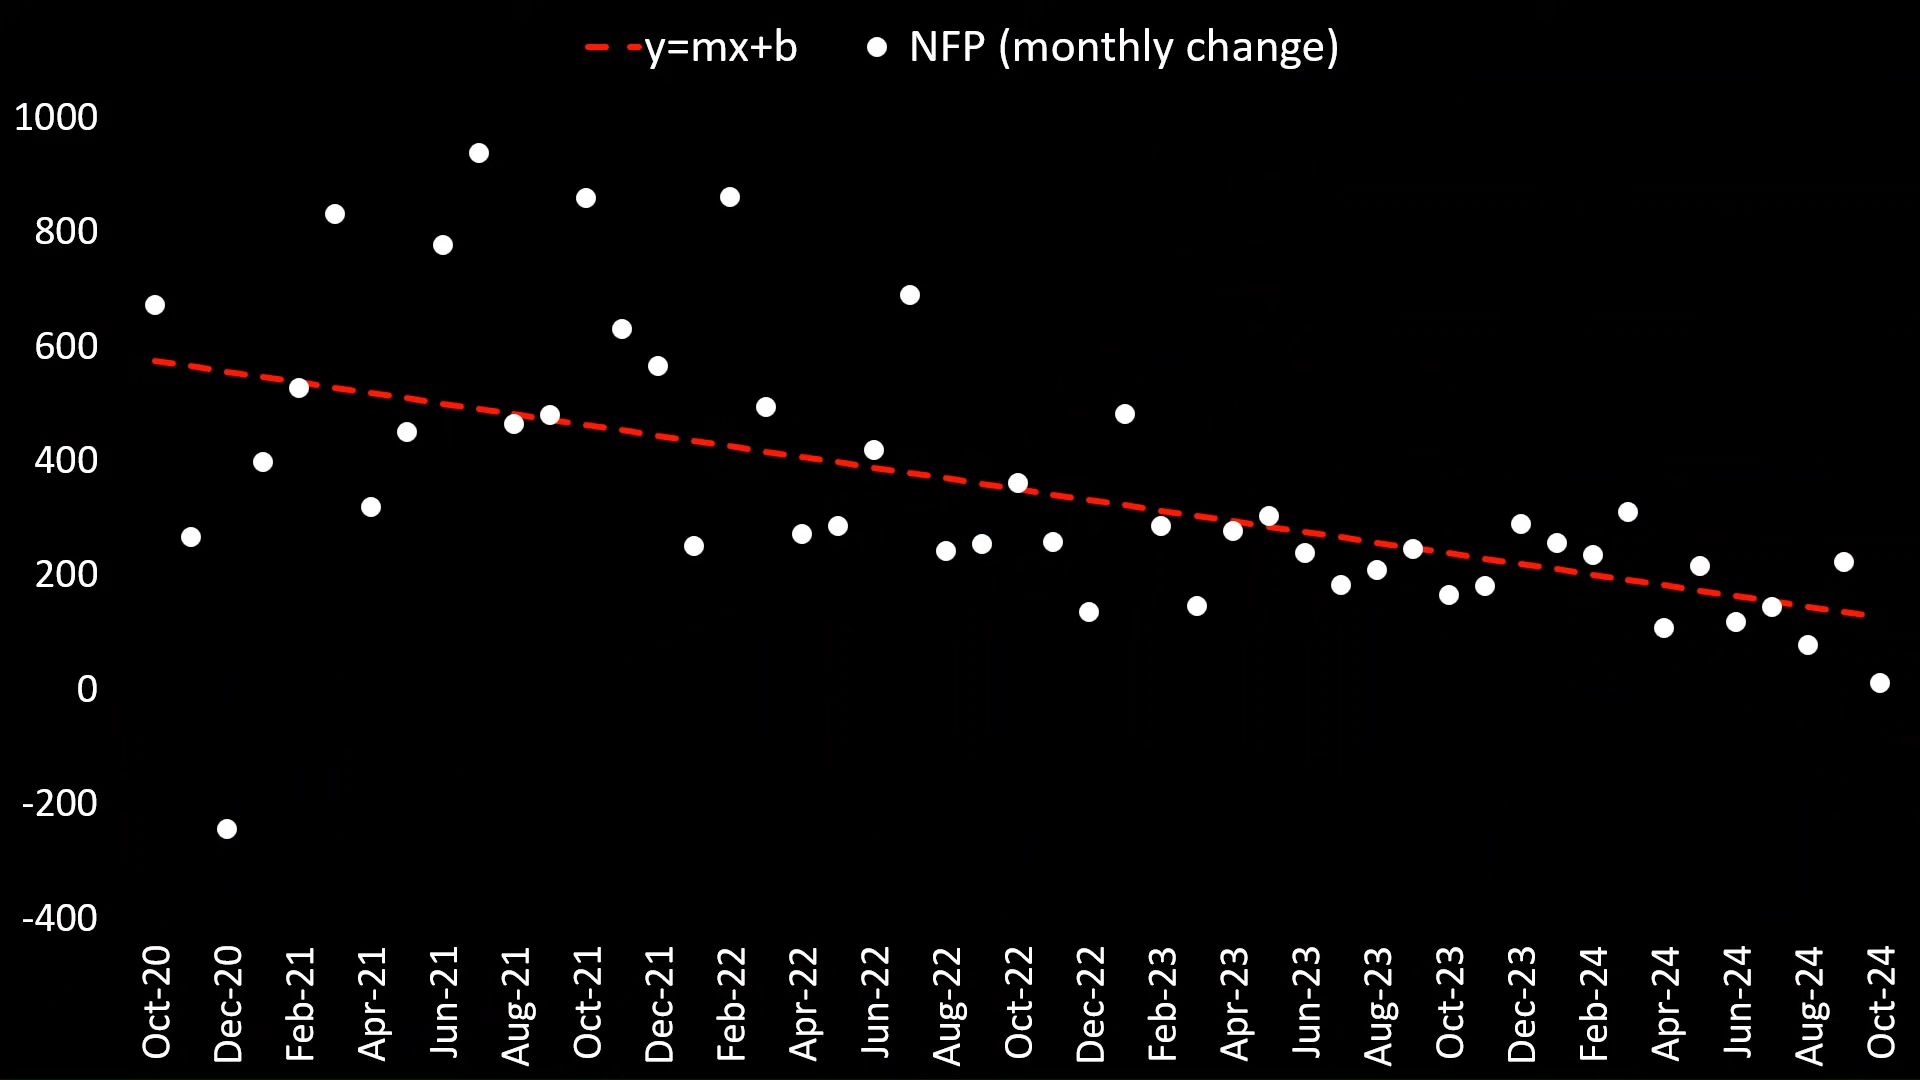 y=mx+b NFP (monthly change)
1000
800
600
400
200
0
-200
-400
Oct-20
Dec-20
Feb-21
Apr-21
Jun-21
Aug-21
Oct-21
Dec-21
Feb-22
Apr-22
Jun-22
Aug-22
Oct-22
Dec-22
Feb-23
Apr-23
Jun-23
Aug-23
Oct-23
Dec-23
Feb-24
Apr-24
Jun-24
Aug-24
Oct-24